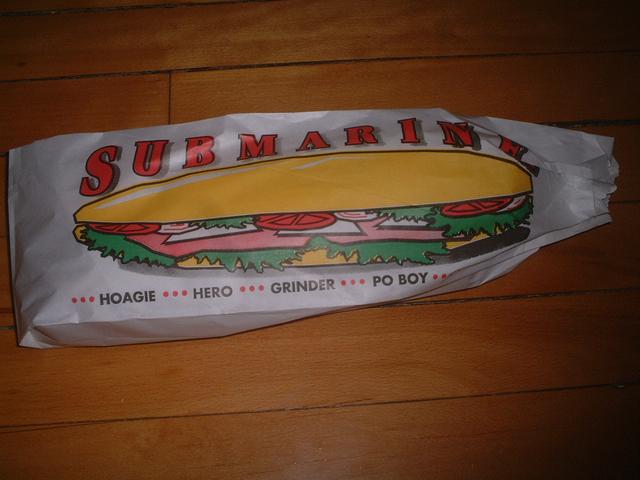 SUBMARINE
••• HOAGIE ••• HERO ••• GRINDER ••• PO BOY ••